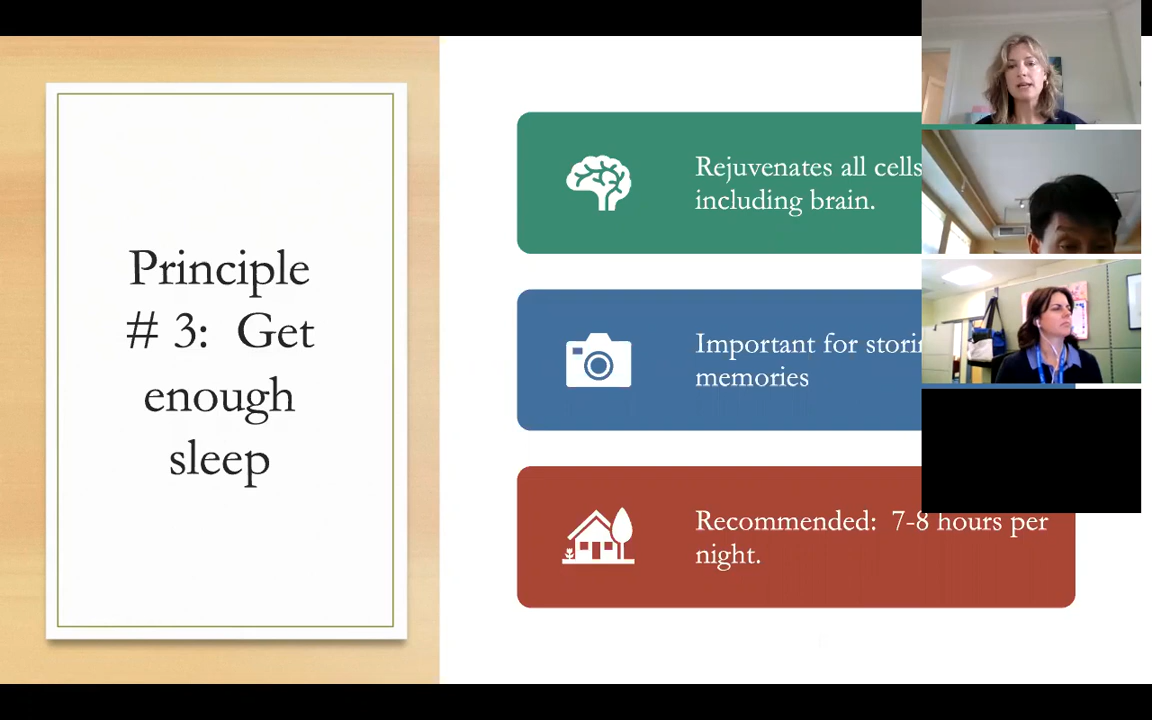 Principle
# 3:  Get
enough
sleep
Rejuvenates all cells
including brain.
Important for
memories
Recommended:  7-8 hours per
night.